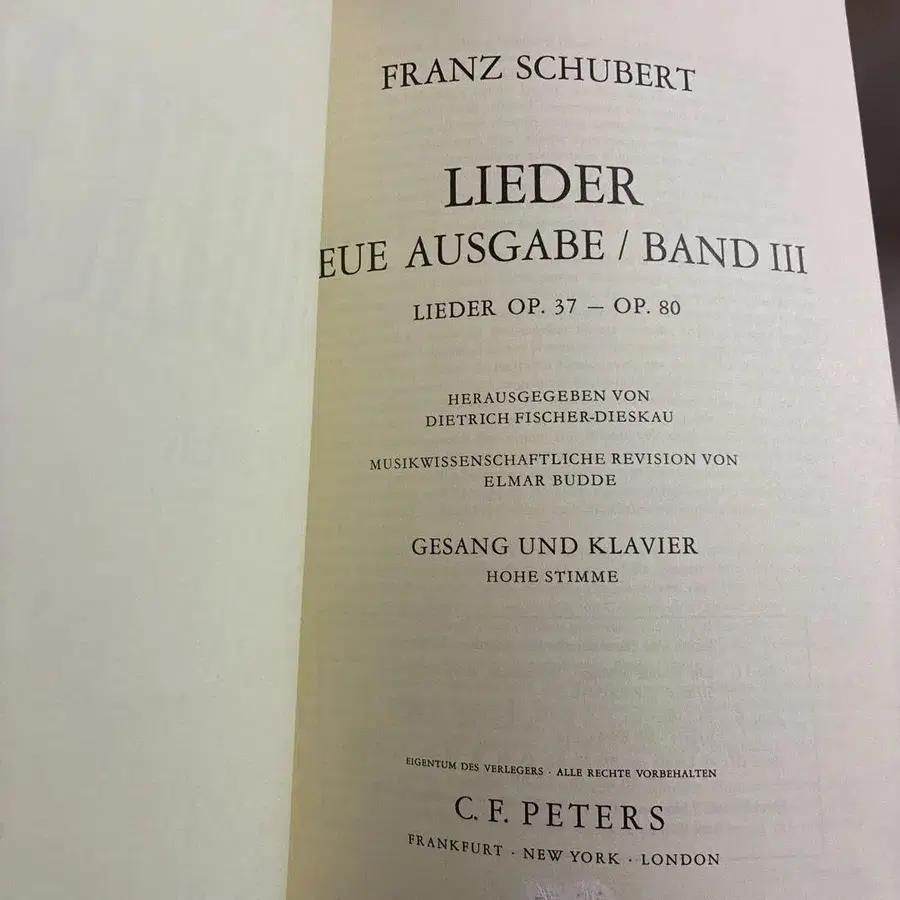 FRANZ SCHUBERT
LIEDER
EUE AUSGABE / BAND III
LIEDER OP. 37 – OP. 80
HERAUSGEGEBEN VON
DIETRICH FISCHER-DIESKAU
MUSIKWISSENSCHAFTLICHE REVISION VON
ELMAR BUDDE
GESANG UND KLAVIER
HOHE STIMME
EIGENTUM DES VERLEGERS · ALLE RECHTE VORBEHALTEN
C. F. PETERS
FRANKFURT · NEW YORK · LONDON